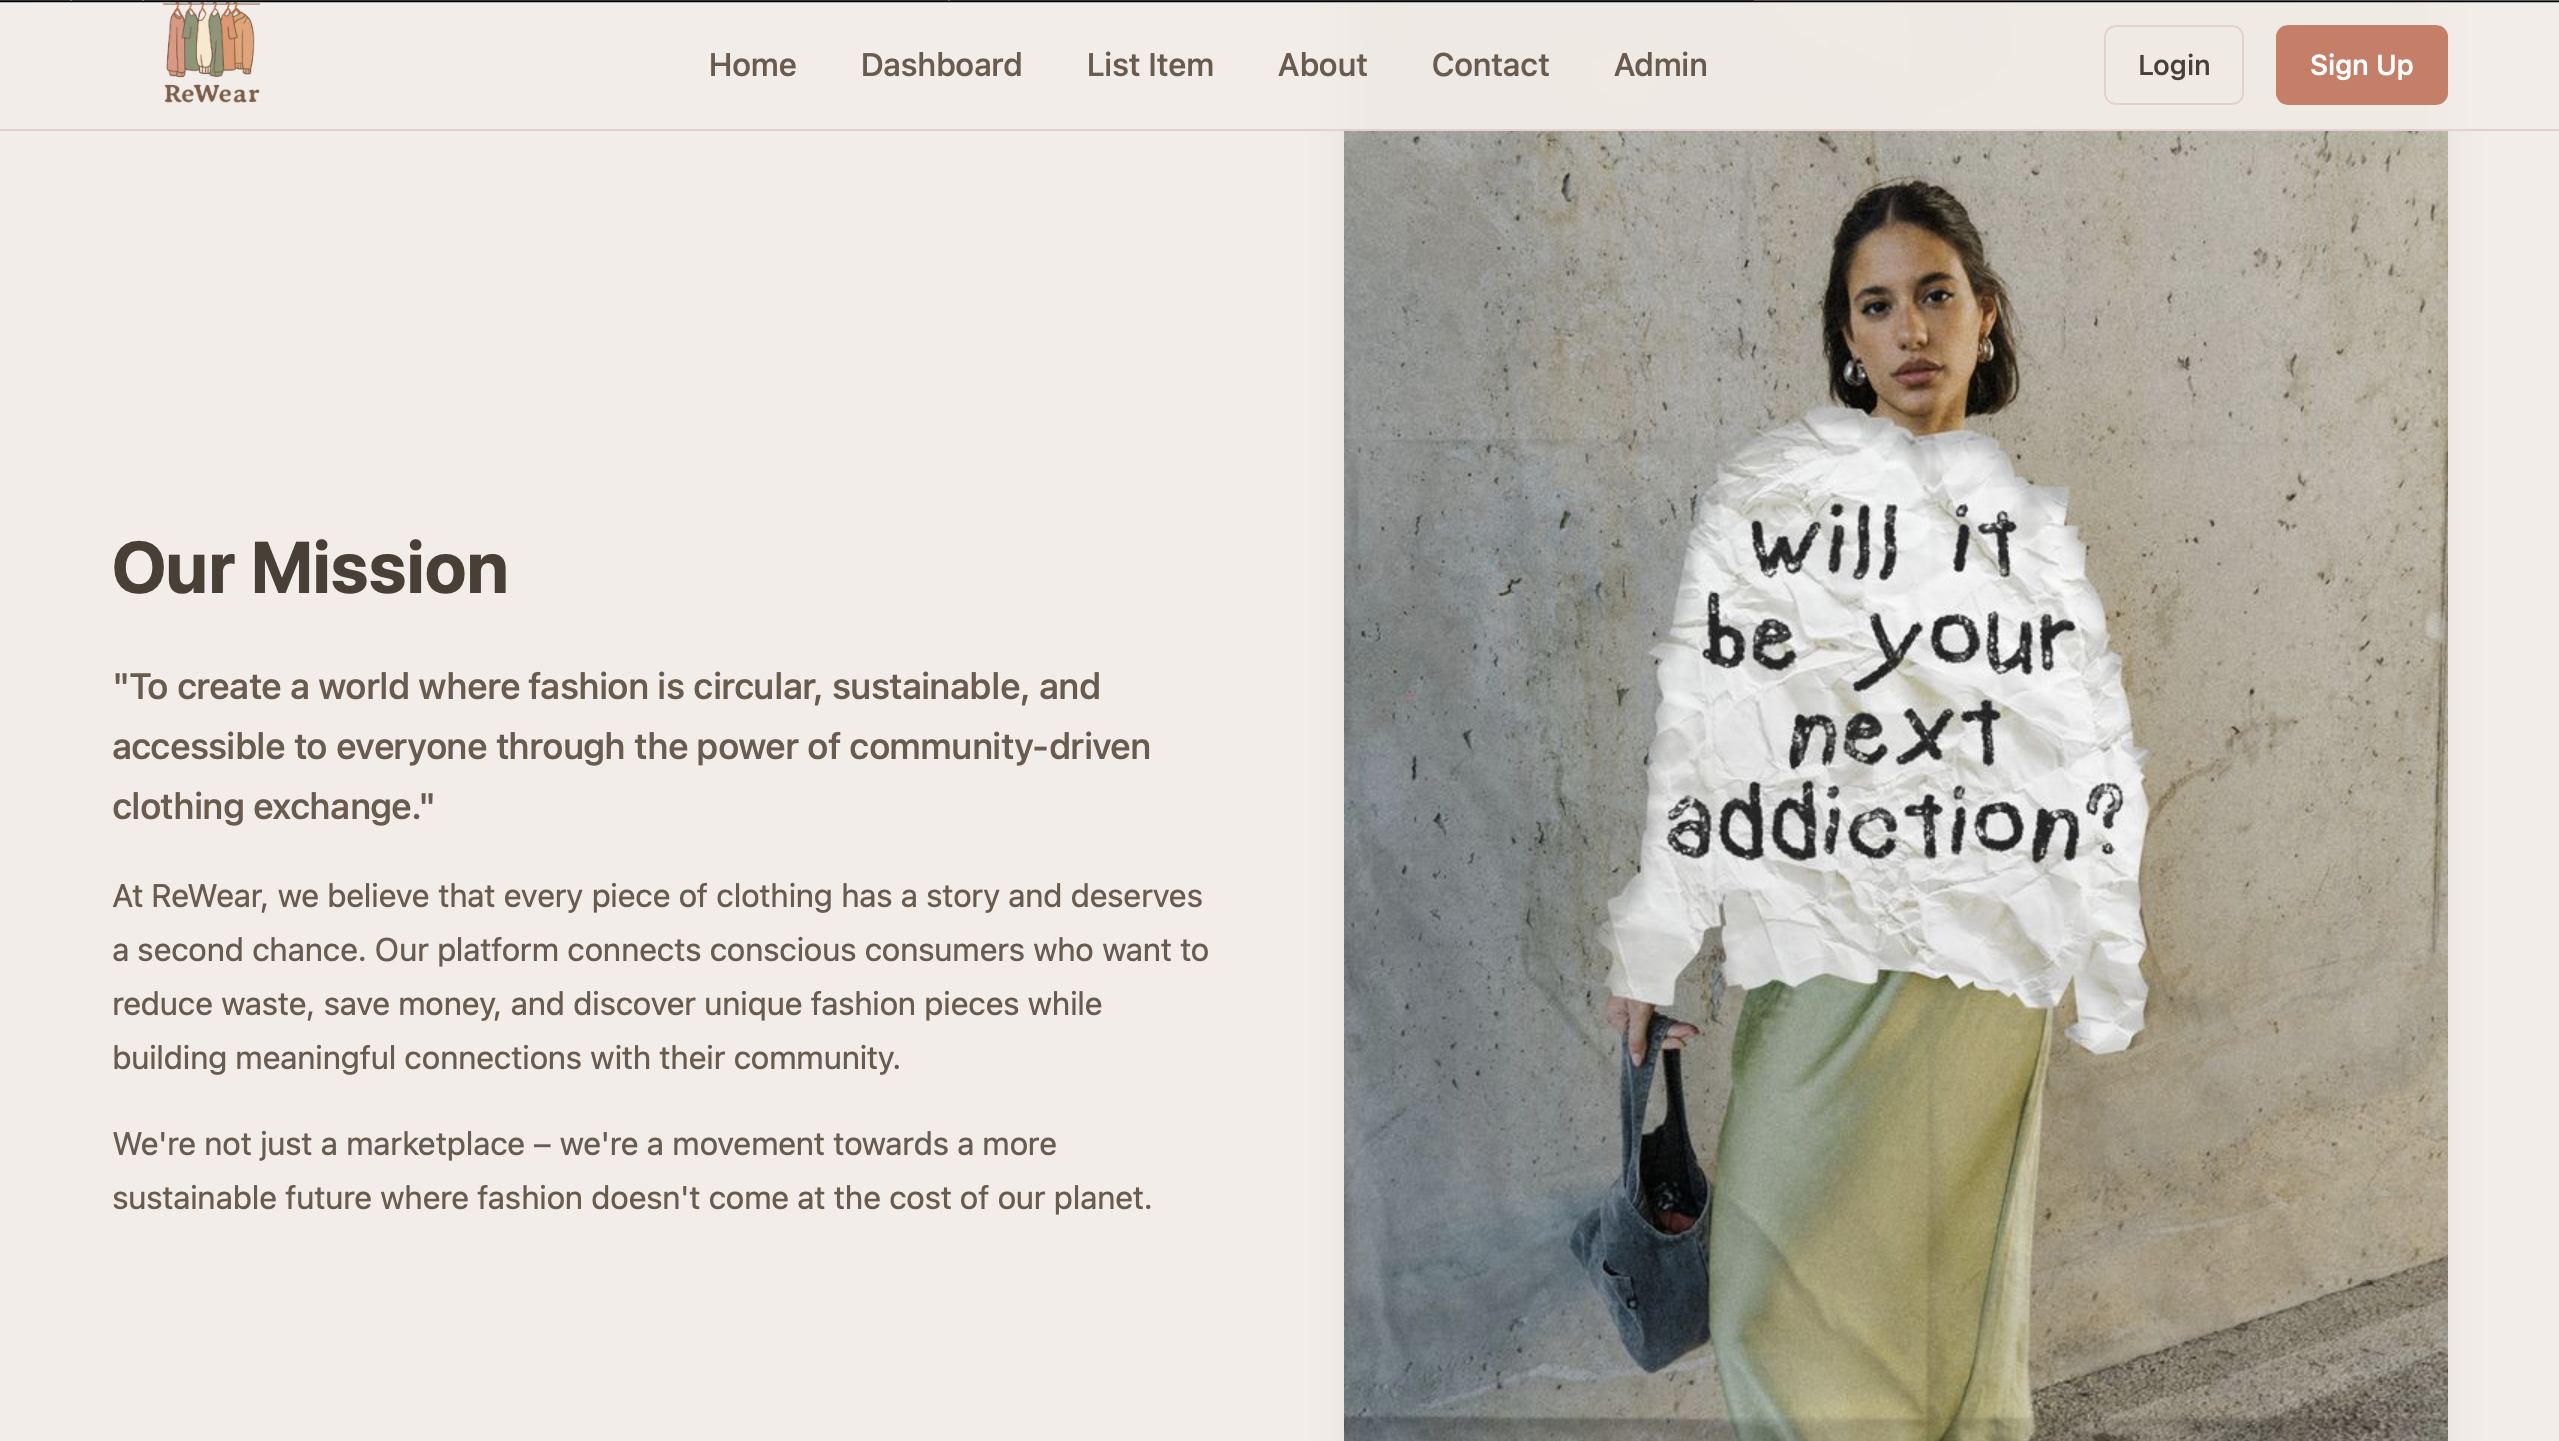 ReWear
Home
Dashboard
List Item
About
Contact
Admin
Login
Sign Up
Our Mission
"To create a world where fashion is circular, sustainable, and
accessible to everyone through the power of community-driven
clothing exchange."
At ReWear, we believe that every piece of clothing has a story and deserves
a second chance. Our platform connects conscious consumers who want to
reduce waste, save money, and discover unique fashion pieces while
building meaningful connections with their community.
We're not just a marketplace – we're a movement towards a more
sustainable future where fashion doesn't come at the cost of our planet.
will it
be your
next
addiction?